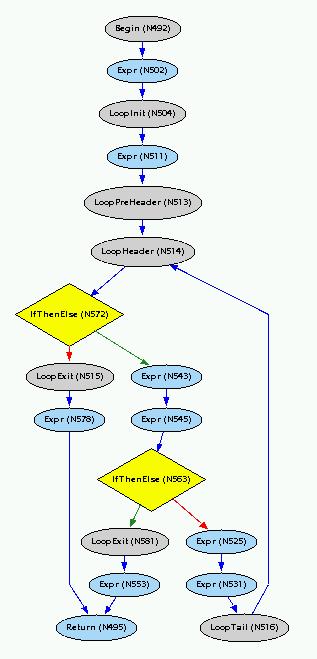 Begin (N492)
Expr (N502)
LoopInit (N504)
Expr (N511)
LoopPreHeader (N513)
LoopHeader (N514)
IfThenElse (N572)
LoopExit (N515)
Expr (N543)
Expr (N578)
Expr (N545)
IfThenElse (N563)
LoopExit (N581)
Expr (N525)
Expr (N553)
Expr (N531)
Return (N495)
LoopTail (N516)